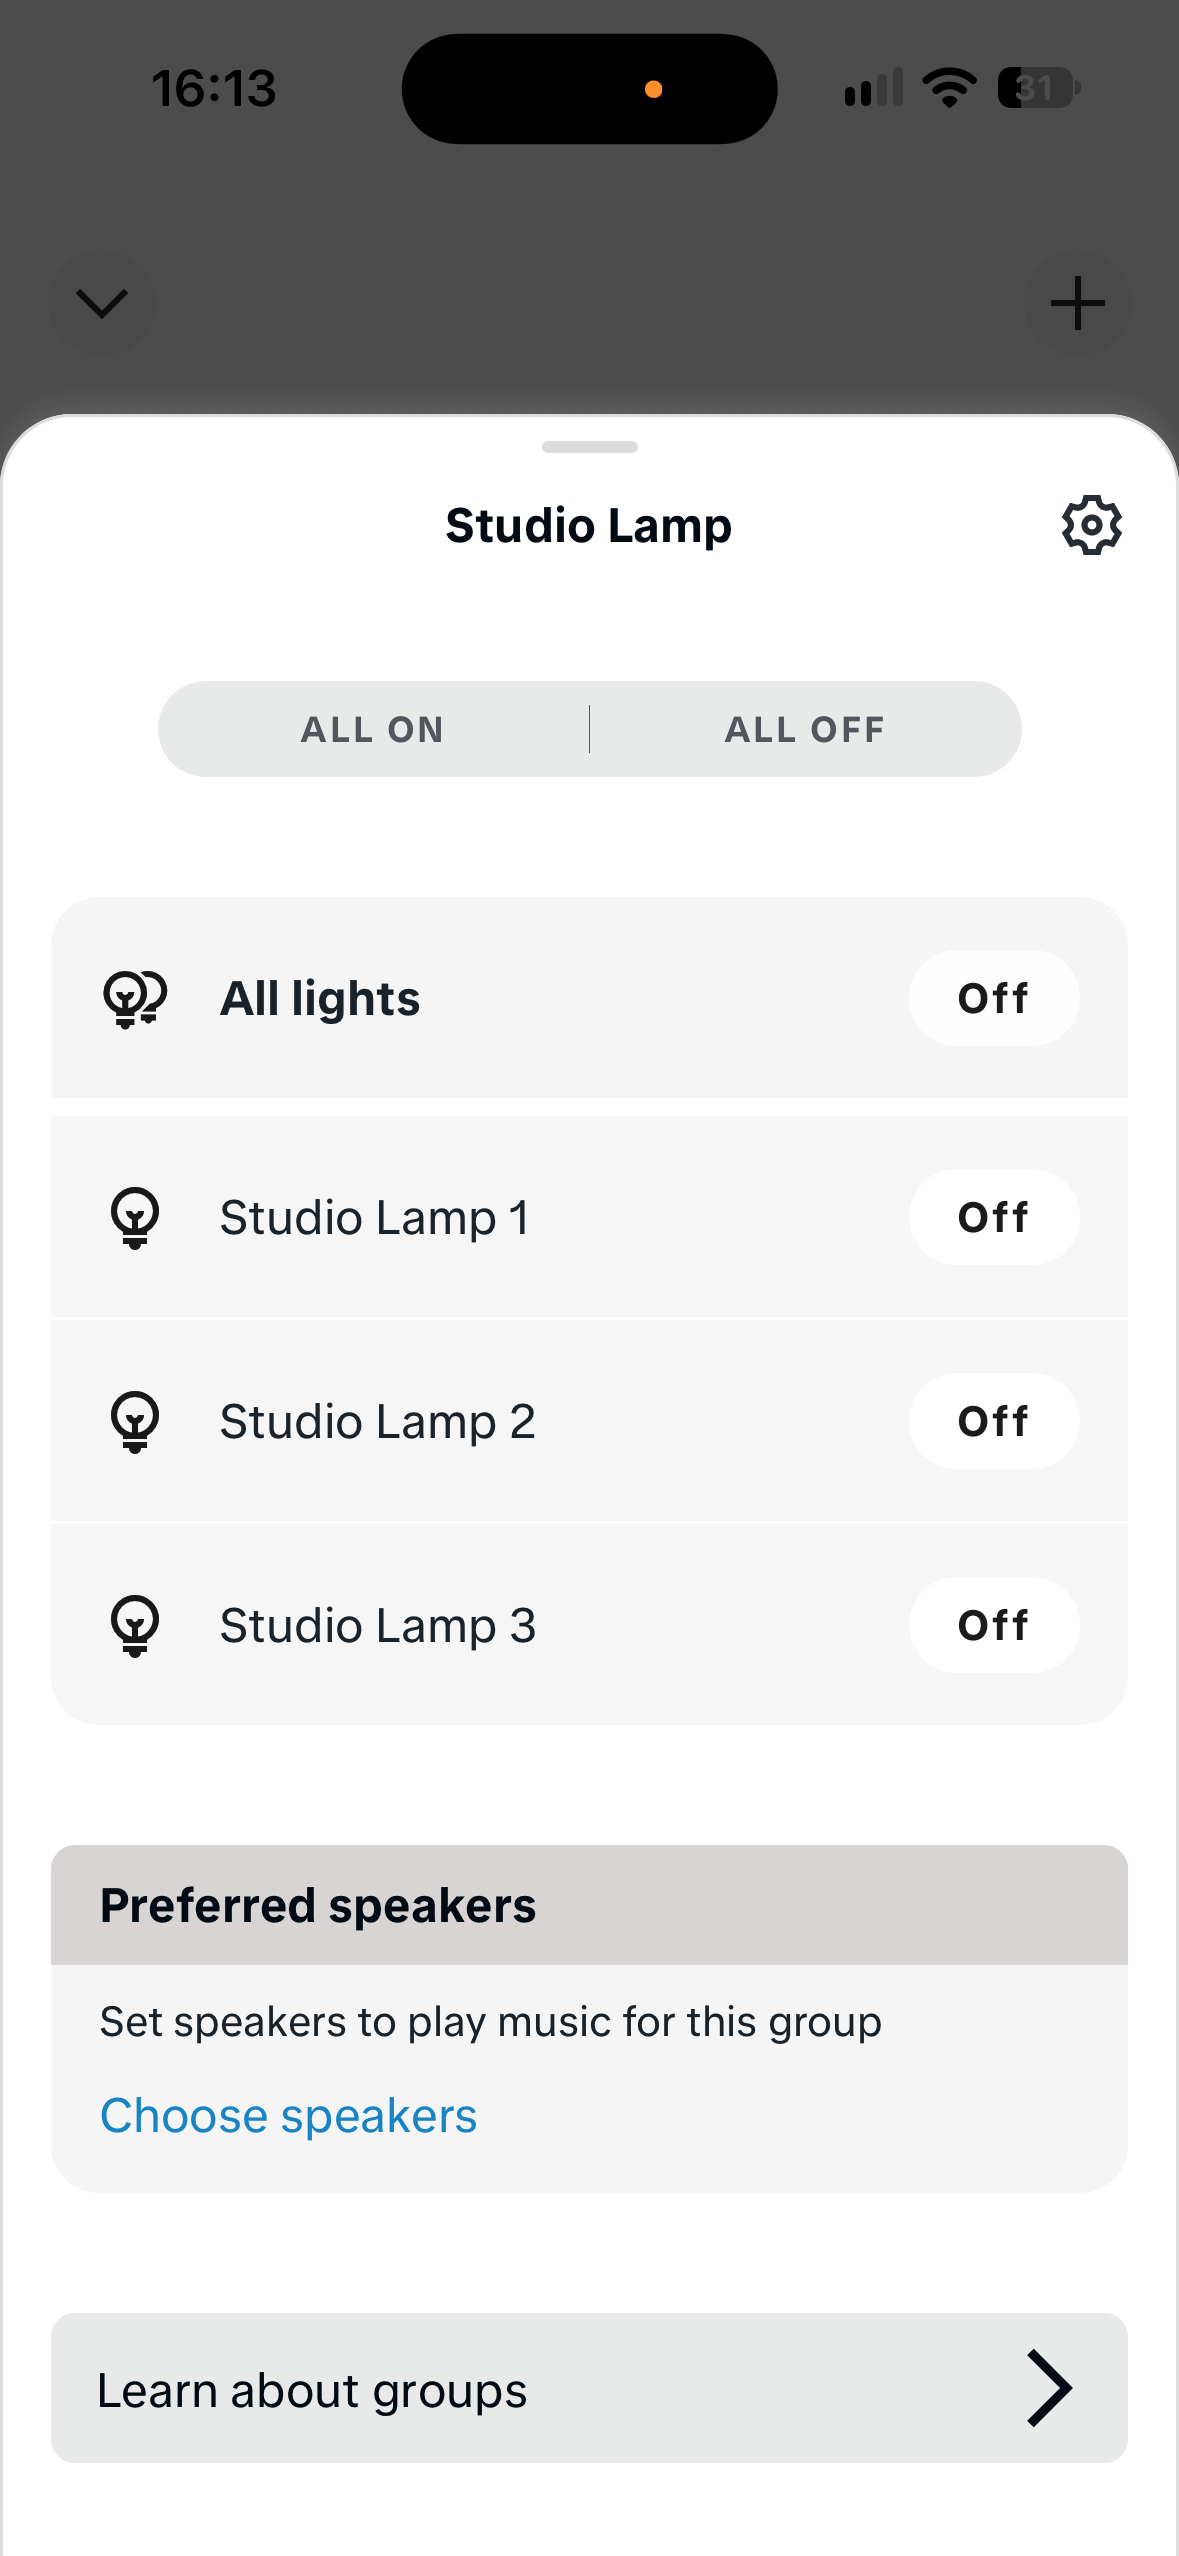 16:13
31
Studio Lamp
ALL ON
ALL OFF
All lights
Off
Studio Lamp 1
Off
Studio Lamp 2
Off
Studio Lamp 3
Off
Preferred speakers
Set speakers to play music for this group
Choose speakers
Learn about groups